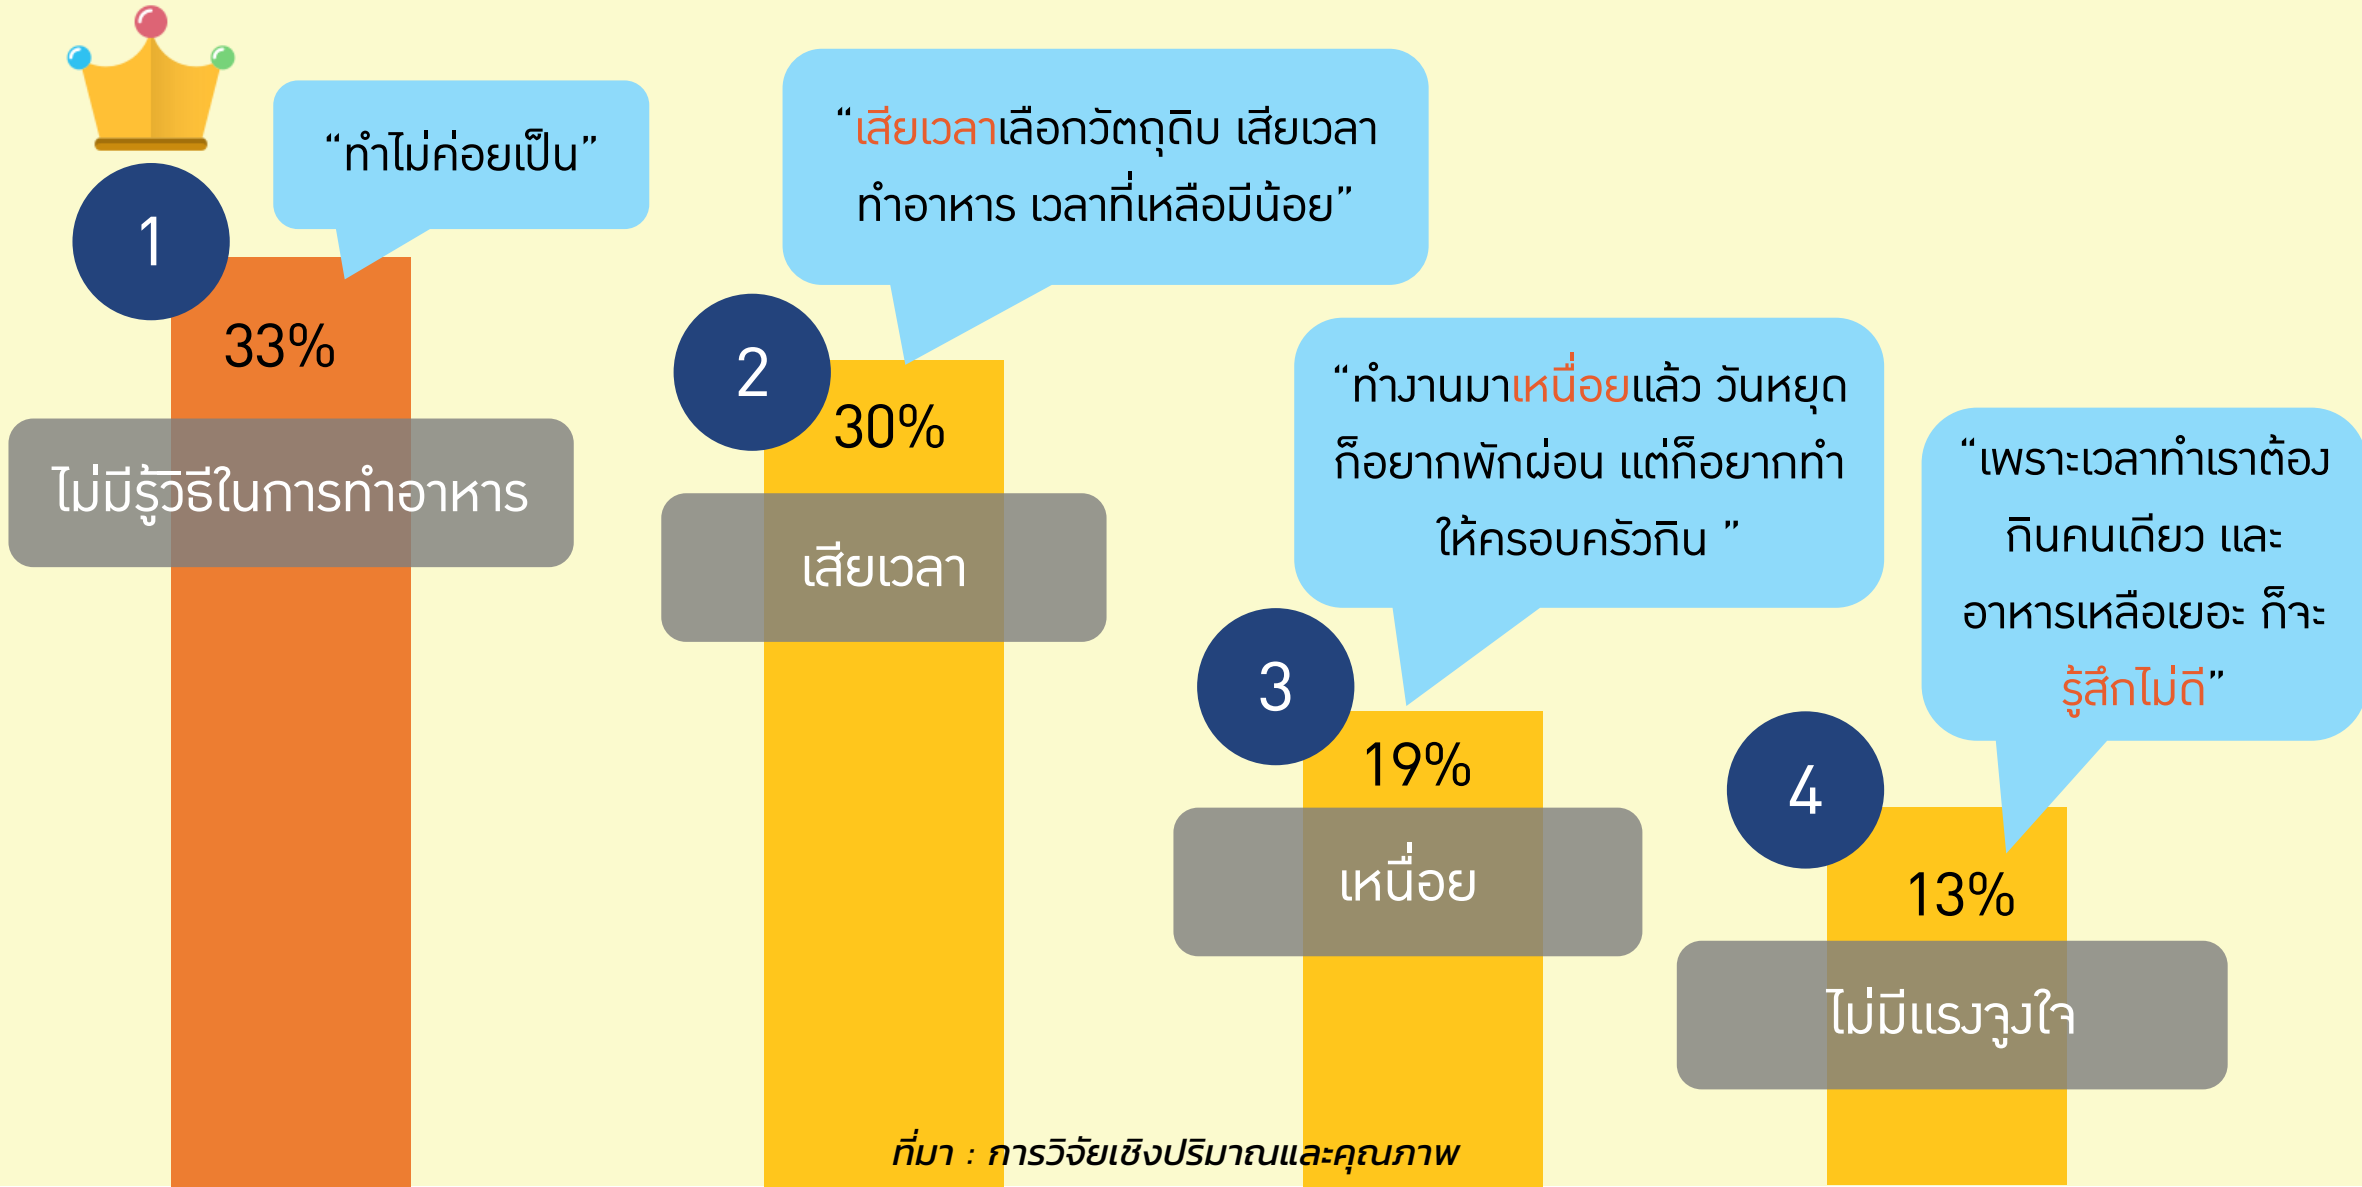 1
“ทำไม่ค่อยเป็น”
33%
ไม่มีรู้วิธีในการทำอาหาร
2
“เสียเวลาเลือกวัตถุดิบ เสียเวลา
ทำอาหาร เวลาที่เหลือมีน้อย”
30%
เสียเวลา
3
“ทำงานมาเหนื่อยแล้ว วันหยุด
ก็อยากพักผ่อน แต่ก็อยากทำ
ให้ครอบครัวกิน ”
19%
เหนื่อย
4
“เพราะเวลาทำเราต้อง
กินคนเดียว และ
อาหารเหลือเยอะ ก็จะ
รู้สึกไม่ดี”
13%
ไม่มีแรงจูงใจ
ที่มา : การวิจัยเชิงปริมาณและคุณภาพ